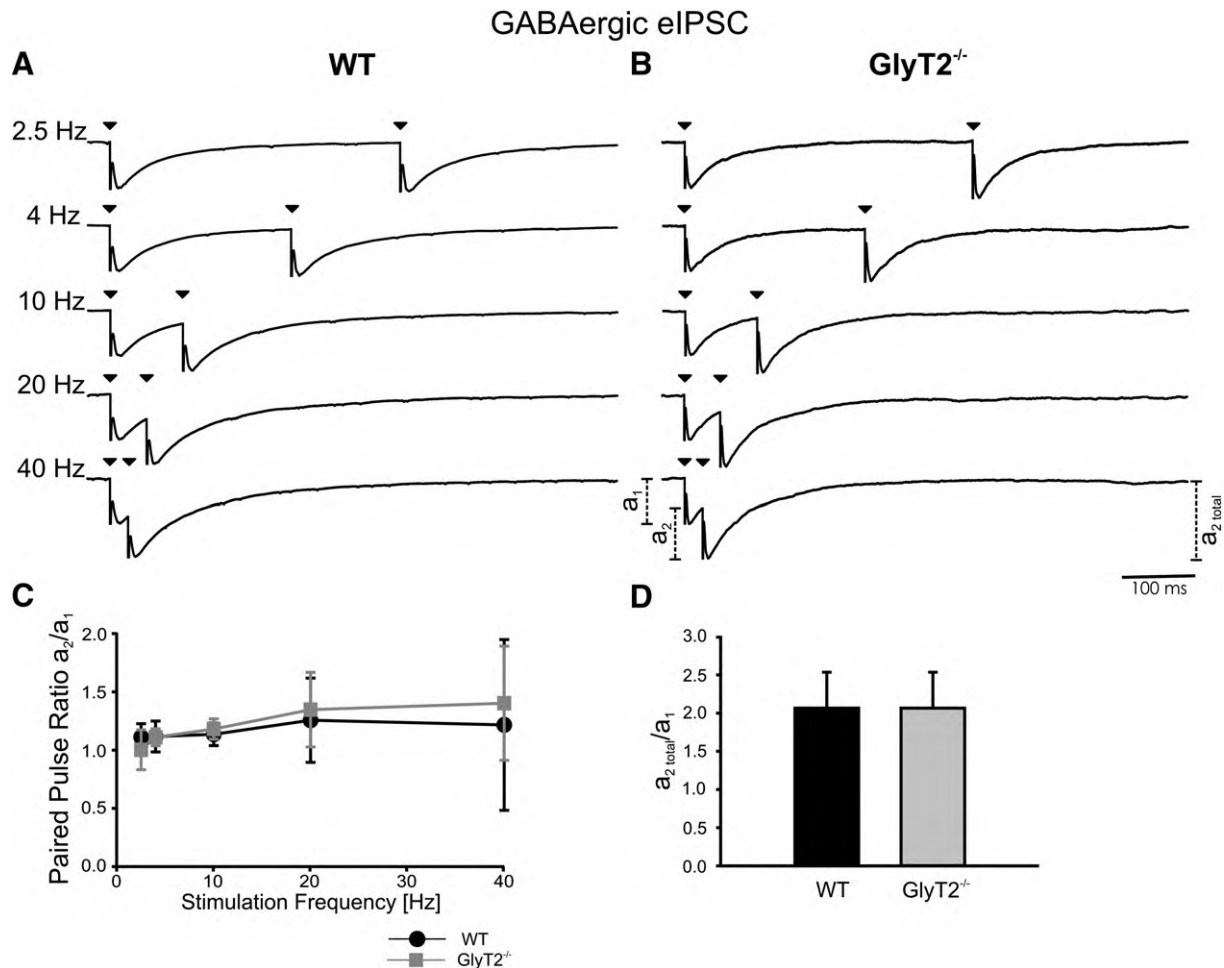 GABAergic eIPSC
A WT B GlyT2-/-
2.5 Hz
4 Hz
10 Hz
20 Hz
40 Hz
a1
a2
a2 total
100 ms
C
Paired Pulse Ratio a2/a1
2.0
1.5
1.0
0.5
0.0
0 10 20 30 40
Stimulation Frequency [Hz]
WT
GlyT2-/-
D
a2 total/a1
3.0
2.5
2.0
1.5
1.0
0.5
0.0
WT GlyT2-/-